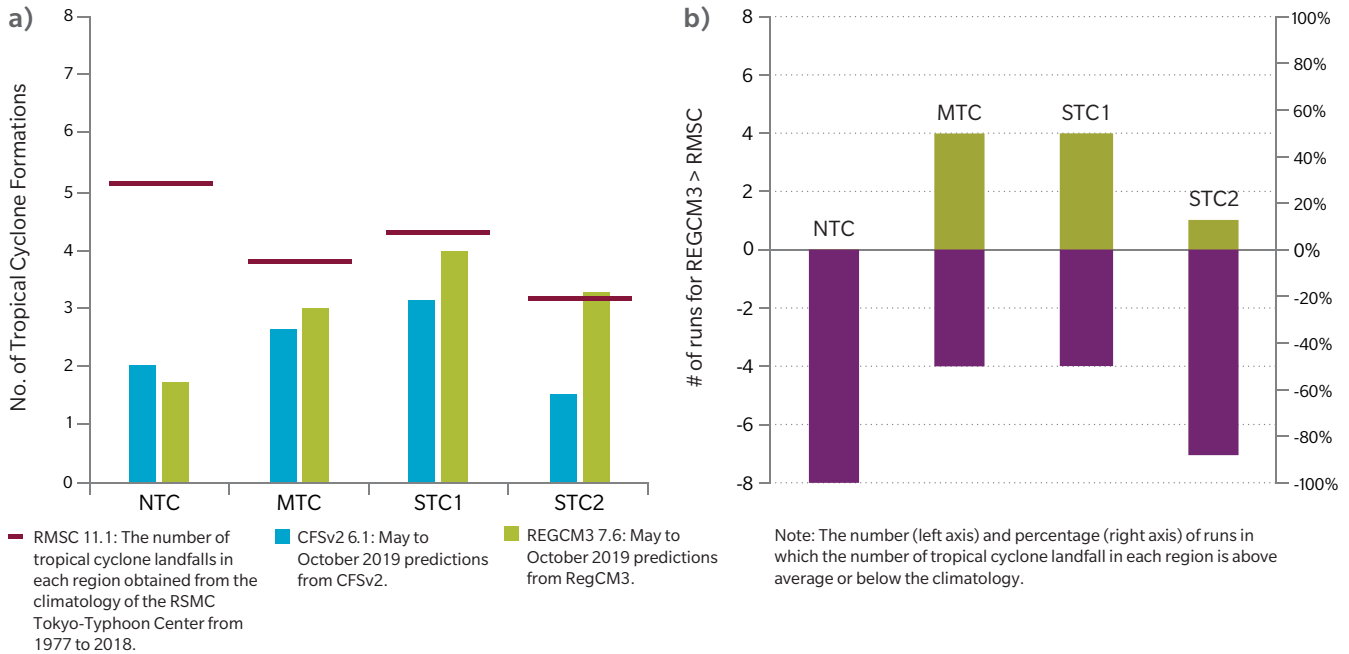 a)
No. of Tropical Cyclone Formations
8
7
6
5
4
3
2
1
0
NTC
MTC
STC1
STC2
RMSC 11.1: The number of
tropical cyclone landfalls in
each region obtained from the
climatology of the RSMC
Tokyo-Typhoon Center from
1977 to 2018.
CFSv2 6.1: May to
October 2019 predictions
from CFSv2.
REGCM3 7.6: May to
October 2019 predictions
from RegCM3.
b)
# of runs for REGCM3 > RMSC
8
6
4
2
0
-2
-4
-6
-8
NTC
MTC
STC1
STC2
100%
80%
60%
40%
20%
0%
-20%
-40%
-60%
-80%
-100%
Note: The number (left axis) and percentage (right axis) of runs in
which the number of tropical cyclone landfall in each region is above
average or below the climatology.